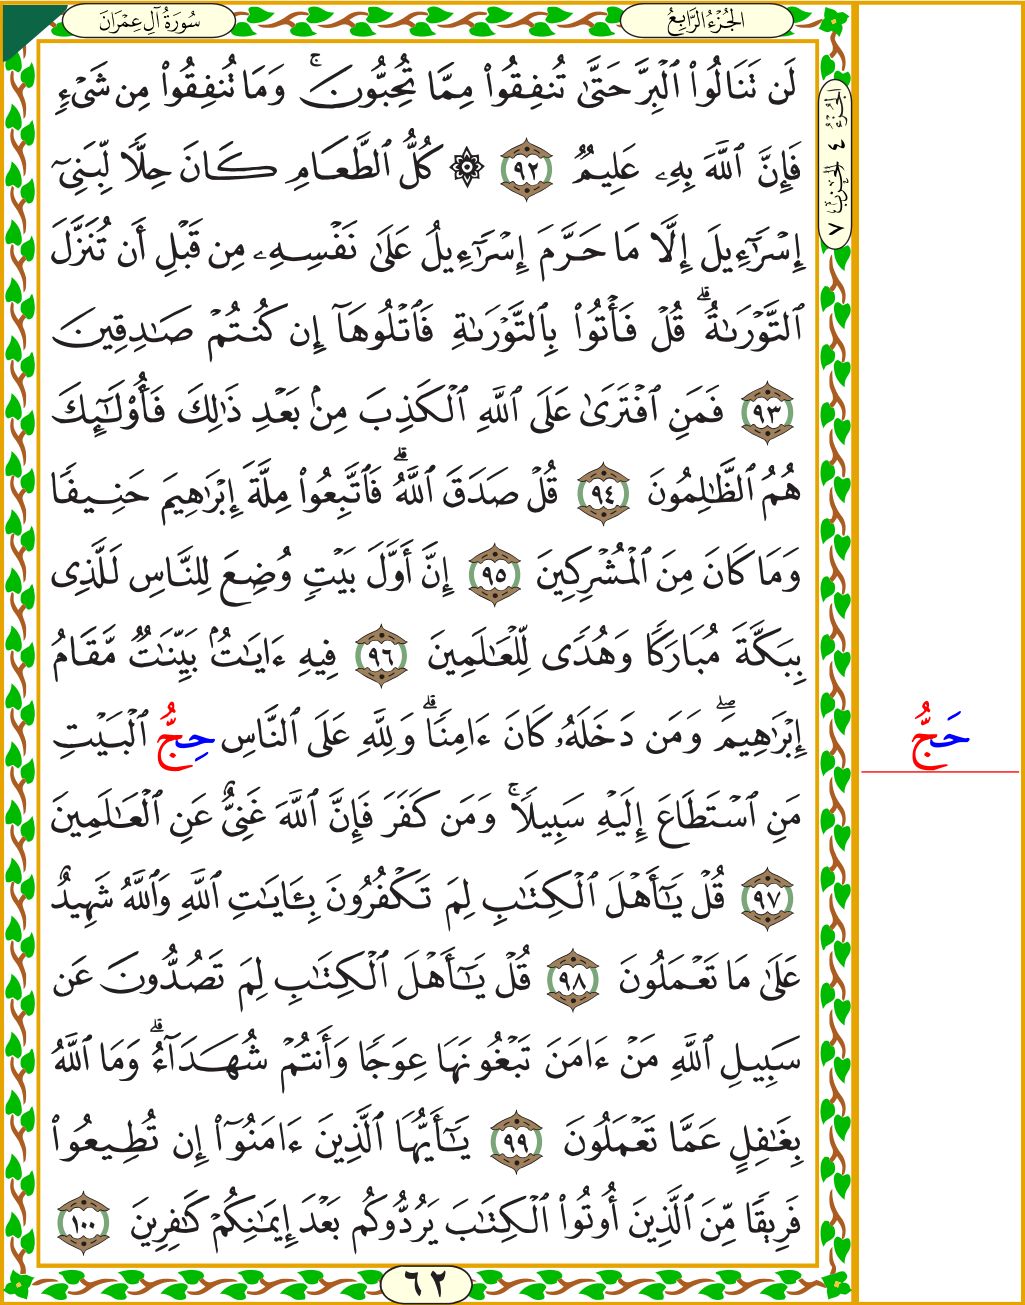 سُورَةُ آلِ عِمْرَانَ
الجُزْءُ الرَّابِعُ
لَن تَنَالُوا۟ ٱلْبِرَّ حَتَّىٰ تُنفِقُوا۟ مِمَّا تُحِبُّونَ ۚ وَمَا تُنفِقُوا۟ مِن شَىْءٍ
فَإِنَّ ٱللَّهَ بِهِۦ عَلِيمٌ ٩٢ ۞ كُلُّ ٱلطَّعَامِ كَانَ حِلًّا لِّبَنِىٓ
إِسْرَٰٓءِيلَ إِلَّا مَا حَرَّمَ إِسْرَٰٓءِيلُ عَلَىٰ نَفْسِهِۦ مِن قَبْلِ أَن تُنَزَّلَ
ٱلتَّوْرَىٰةُ ۗ قُلْ فَأْتُوا۟ بِٱلتَّوْرَىٰةِ فَٱتْلُوهَآ إِن كُنتُمْ صَـٰدِقِينَ
٩٣ فَمَنِ ٱفْتَرَىٰ عَلَى ٱللَّهِ ٱلْكَذِبَ مِنۢ بَعْدِ ذَٰلِكَ فَأُو۟لَـٰٓئِكَ
هُمُ ٱلظَّـٰلِمُونَ ٩٤ قُلْ صَدَقَ ٱللَّهُ ۗ فَٱتَّبِعُوا۟ مِلَّةَ إِبْرَٰهِيمَ حَنِيفًا
وَمَا كَانَ مِنَ ٱلْمُشْرِكِينَ ٩٥ إِنَّ أَوَّلَ بَيْتٍ وُضِعَ لِلنَّاسِ لَلَّذِى
بِبَكَّةَ مُبَارَكًا وَهُدًى لِّلْعَـٰلَمِينَ ٩٦ فِيهِ ءَايَـٰتٌۢ بَيِّنَـٰتٌ مَّقَامُ
إِبْرَٰهِيمَ ۖ وَمَن دَخَلَهُۥ كَانَ ءَامِنًا ۗ وَلِلَّهِ عَلَى ٱلنَّاسِ حِجُّ ٱلْبَيْتِ
حَجُّ
مَنِ ٱسْتَطَاعَ إِلَيْهِ سَبِيلًا ۚ وَمَن كَفَرَ فَإِنَّ ٱللَّهَ غَنِىٌّ عَنِ ٱلْعَـٰلَمِينَ
٩٧ قُلْ يَـٰٓأَهْلَ ٱلْكِتَـٰبِ لِمَ تَكْفُرُونَ بِـَٔايَـٰتِ ٱللَّهِ وَٱللَّهُ شَهِيدٌ
عَلَىٰ مَا تَعْمَلُونَ ٩٨ قُلْ يَـٰٓأَهْلَ ٱلْكِتَـٰبِ لِمَ تَصُدُّونَ عَن
سَبِيلِ ٱللَّهِ مَنْ ءَامَنَ تَبْغُونَهَا عِوَجًا وَأَنتُمْ شُهَدَآءُ ۗ وَمَا ٱللَّهُ
بِغَـٰفِلٍ عَمَّا تَعْمَلُونَ ٩٩ يَـٰٓأَيُّهَا ٱلَّذِينَ ءَامَنُوٓا۟ إِن تُطِيعُوا۟
فَرِيقًا مِّنَ ٱلَّذِينَ أُوتُوا۟ ٱلْكِتَـٰبَ يَرُدُّوكُم بَعْدَ إِيمَـٰنِكُمْ كَـٰفِرِينَ ١٠٠
الجُزْءُ ٤ الحِزْبُ ٧
٦٢